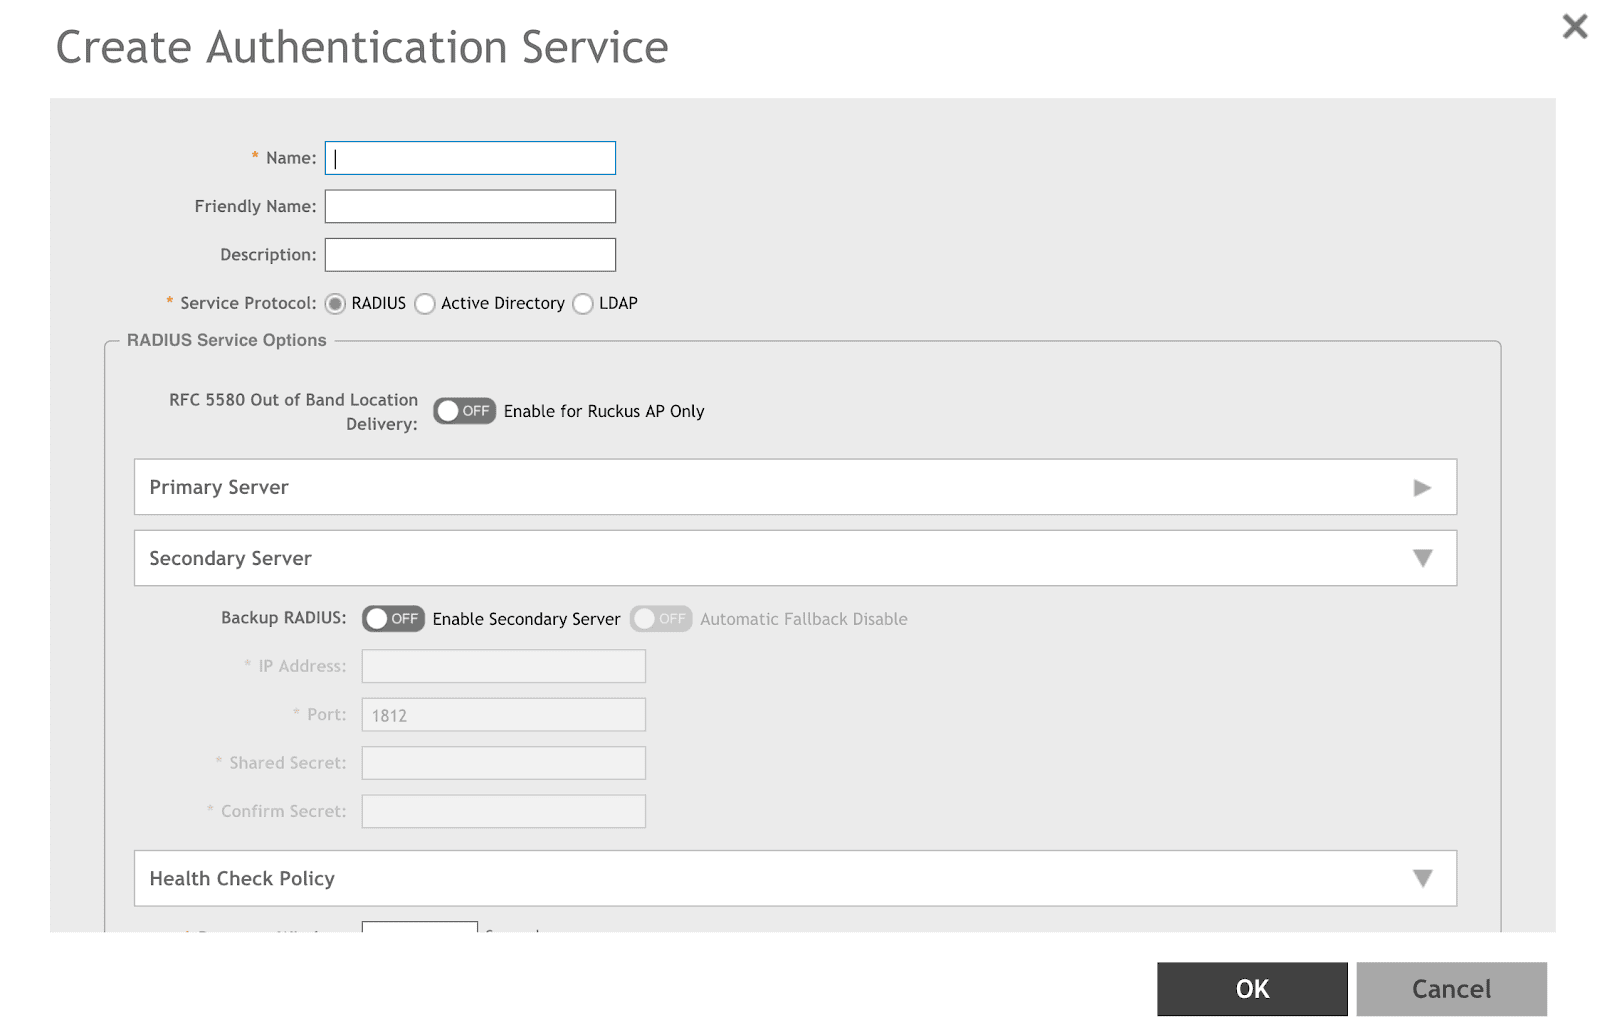 Create Authentication Service
* Name:
Friendly Name:
Description:
* Service Protocol: RADIUS Active Directory LDAP
RADIUS Service Options
RFC 5580 Out of Band Location
Delivery: OFF Enable for Ruckus AP Only
Primary Server
Secondary Server
Backup RADIUS: OFF Enable Secondary Server OFF Automatic Fallback Disable
* IP Address:
* Port: 1812
* Shared Secret:
* Confirm Secret:
Health Check Policy
OK Cancel